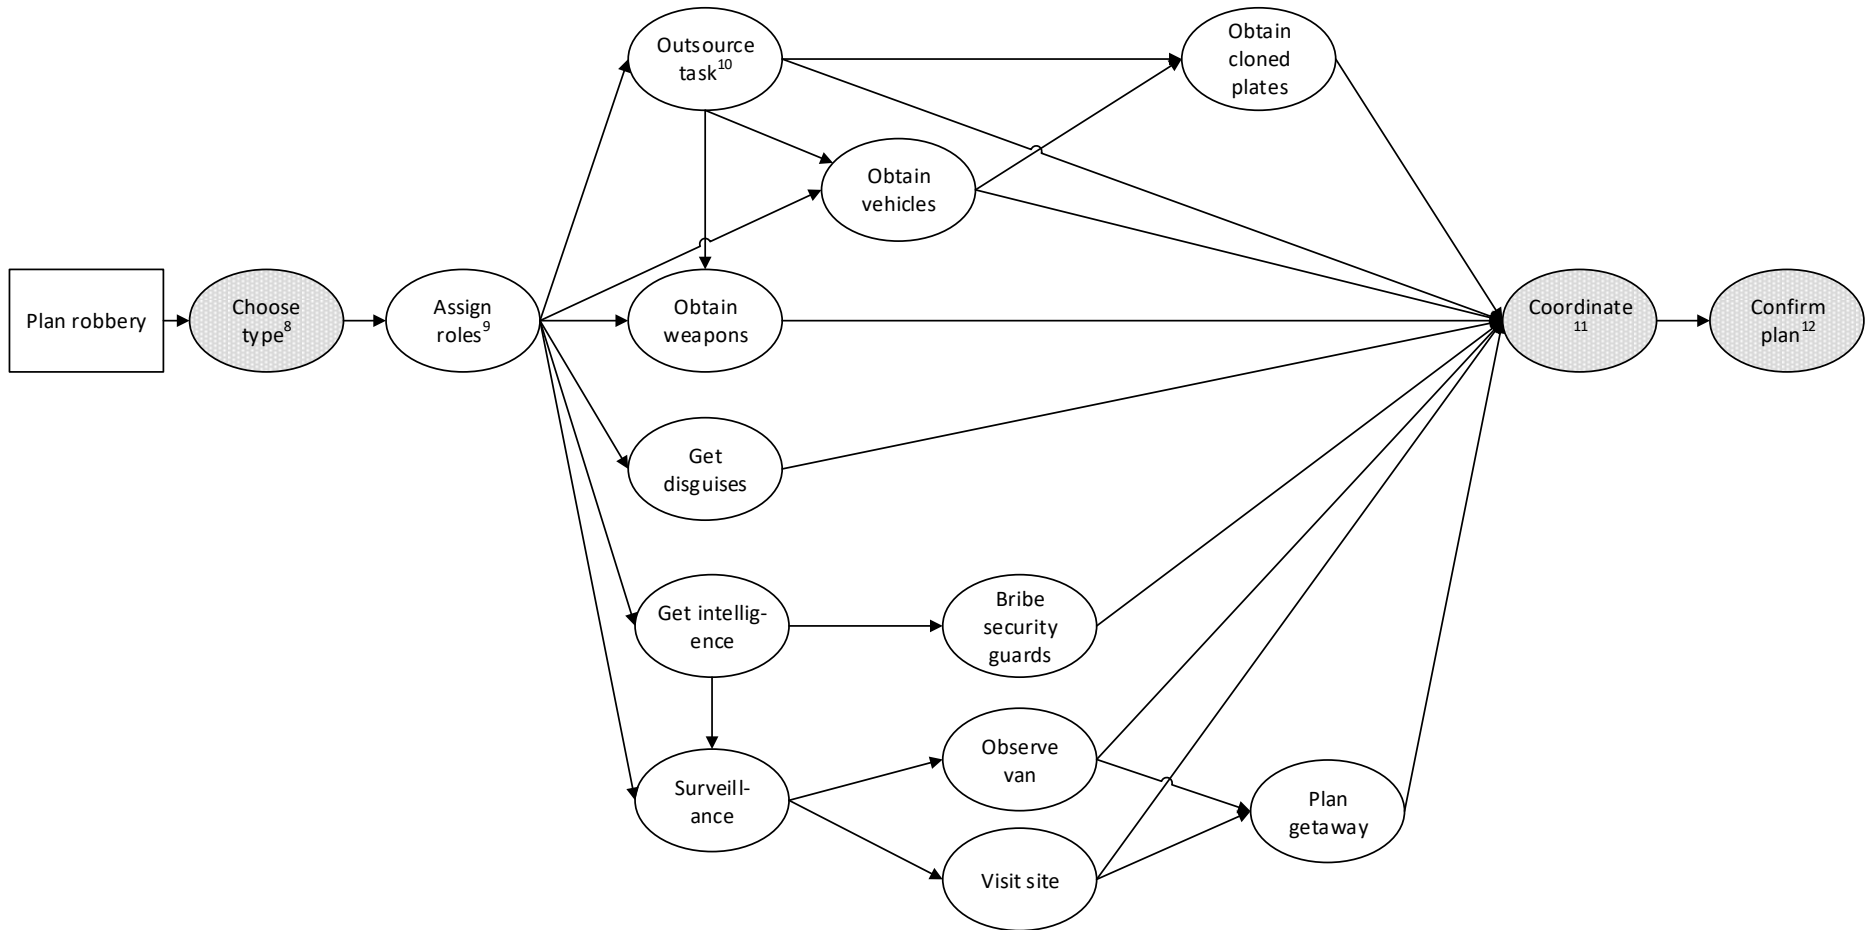 Outsource
task10
Obtain
cloned
plates
Obtain
vehicles
Plan robbery
Choose
type8
Assign
roles9
Obtain
weapons
Coordinate
11
Confirm
plan12
Get
disguises
Get intellig-
ence
Bribe
security
guards
Observe
van
Surveill-
ance
Plan
getaway
Visit site